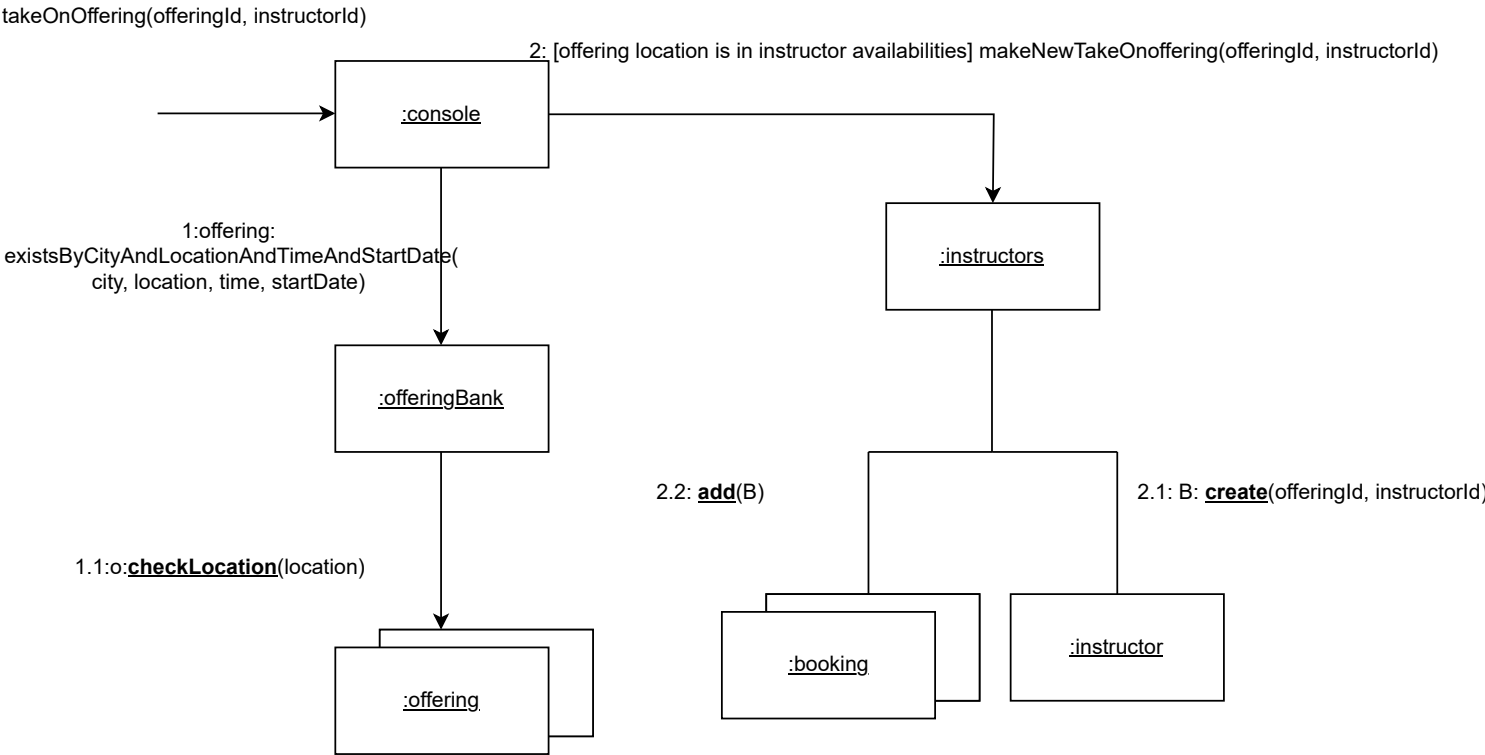 takeOnOffering(offeringId, instructorId)
2: [offering location is in instructor availabilities] makeNewTakeOnoffering(offeringId, instructorId)
:console
1:offering:
existsByCityAndLocationAndTimeAndStartDate(
city, location, time, startDate)
:instructors
:offeringBank
2.2: add(B)
2.1: B: create(offeringId, instructorId)
1.1:o:checkLocation(location)
:booking
:instructor
:offering